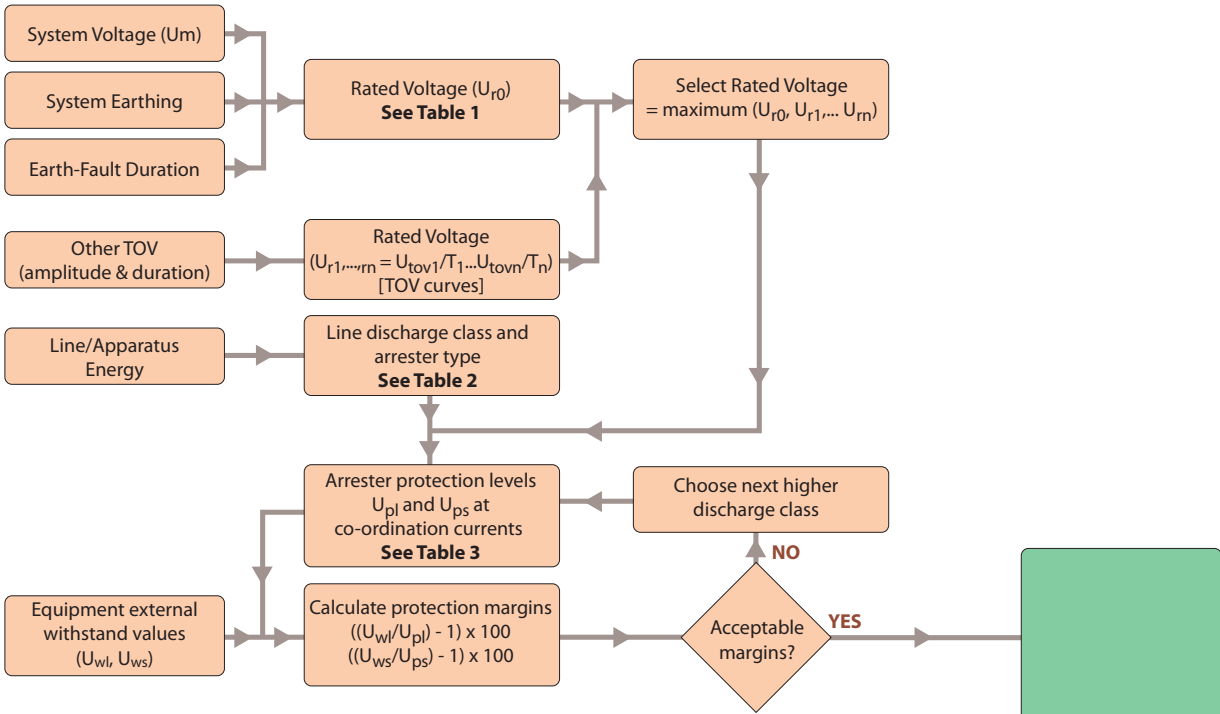 System Voltage (Um)
System Earthing
Earth-Fault Duration
Rated Voltage (Ur0)
See Table 1
Select Rated Voltage
= maximum (Ur0, Ur1,... Urn)
Other TOV
(amplitude & duration)
Rated Voltage
(Ur1,...,rn = Utov1/T1...Utovn/Tn)
[TOV curves]
Line/Apparatus
Energy
Line discharge class and
arrester type
See Table 2
Arrester protection levels
Upl and Ups at
co-ordination currents
See Table 3
Choose next higher
discharge class
NO
Equipment external
withstand values
(Uwl, Uws)
Calculate protection margins
((Uwl/Upl) - 1) x 100
((Uws/Ups) - 1) x 100
Acceptable
margins?
YES